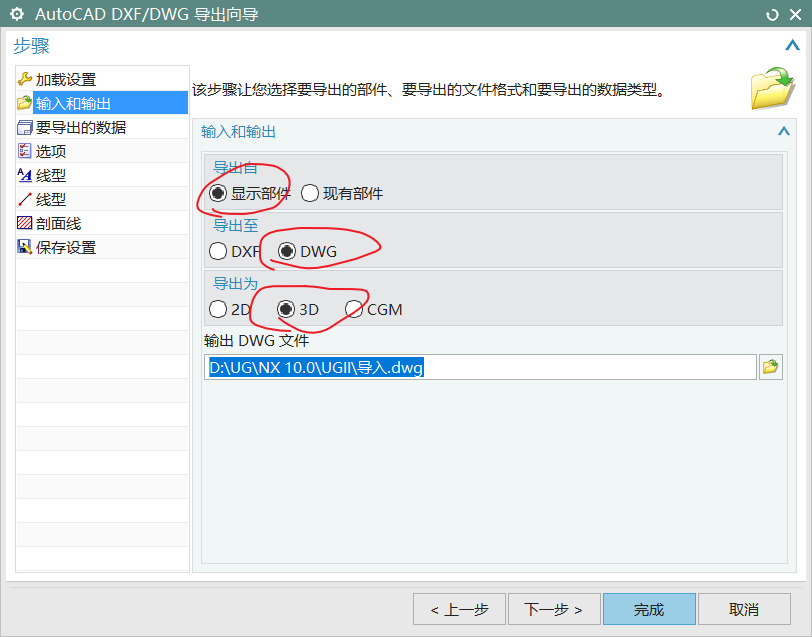 AutoCAD DXF/DWG 导出向导
步骤
加载设置
输入和输出
要导出的数据
选项
线型
线型
剖面线
保存设置
该步骤让您选择要导出的部件、要导出的文件格式和要导出的数据类型。
输入和输出
导出自
显示部件 现有部件
导出至
DXF DWG
导出为
2D 3D CGM
输出 DWG 文件
D:\UG\NX 10.0\UGII\导入.dwg
< 上一步 下一步 > 完成 取消